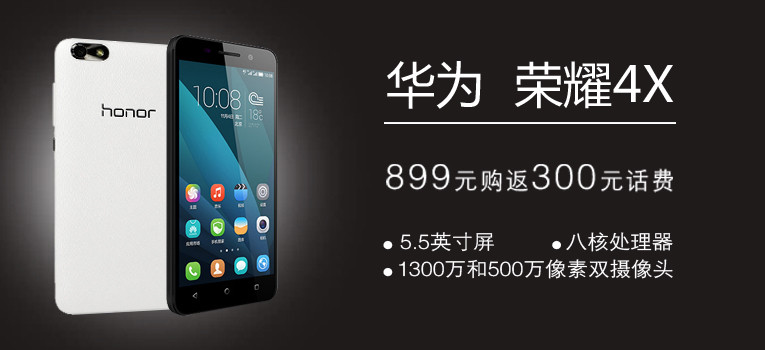 honor
10:08
18℃
华为 荣耀4X
899元购返300元话费
● 5.5英寸屏 ● 八核处理器
● 1300万和500万像素双摄像头